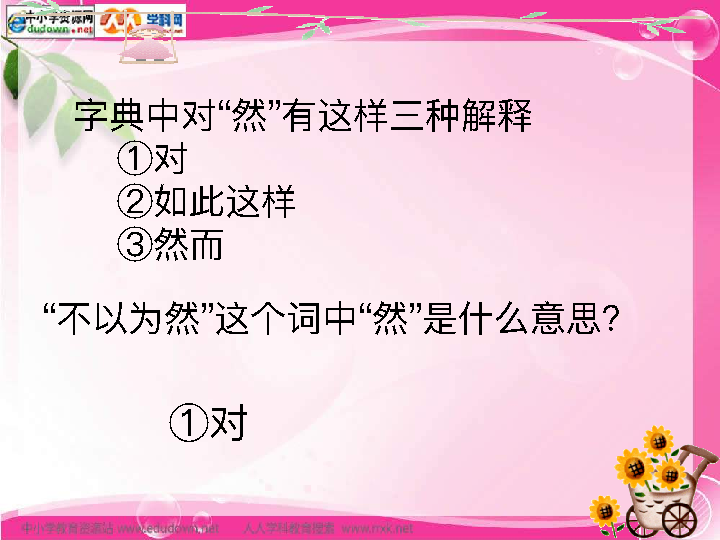 中小学资源网
dudown.net
人人学科网
字典中对“然”有这样三种解释
①对
②如此这样
③然而
“不以为然”这个词中“然”是什么意思?
①对
中小学教育资源站 www.edudown.net 人人学科教育搜索 www.rrxk.net